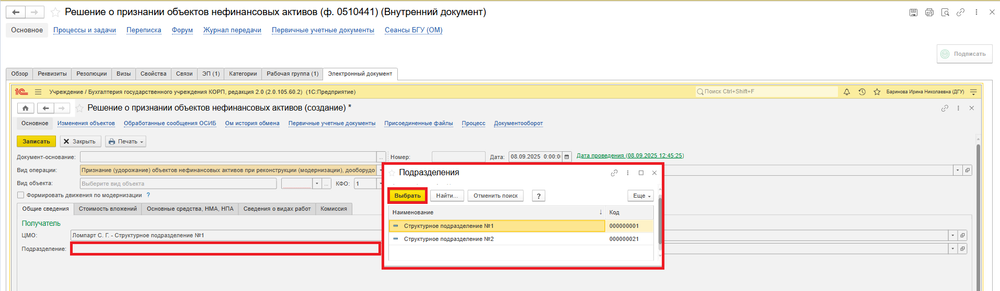 Решение о признании объектов нефинансовых активов (ф. 0510441) (Внутренний документ)
Основное Процессы и задачи Переписка Форум Журнал передачи Первичные учетные документы Сеансы БГУ (ОМ)
Подписать
Обзор Реквизиты Резолюции Визы Свойства Связи ЭП (1) Категории Рабочая группа (1) Электронный документ
1С Учреждение / Бухгалтерия государственного учреждения КОРП, редакция 2.0 (2.0.105.60.2) (1С:Предприятие) Поиск Ctrl+Shift+F Баринова Ирина Николаевна (ДГУ)
Решение о признании объектов нефинансовых активов (создание) *
Основное Изменения объектов Обработанные сообщения ОСИБ Ом история обмена Первичные учетные документы Присоединенные файлы Процесс Документооборот
Записать Закрыть Печать
Документ-основание: ... Номер: Дата: 08.09.2025 0:00:0 Дата проведения (08.09.2025 12:45:25)
Вид операции: Признание (удорожание) объектов нефинансовых активов при реконструкции (модернизации), дооборудо
Вид объекта: Выберите вид объекта ... КФО: 1
Формировать движения по модернизации ?
Общие сведения Стоимость вложений Основные средства, НМА, НПА Сведения о видах работ Комиссия
Получатель
ЦМО: Ломпарт С. Г. - Структурное подразделение №1
Подразделение:
Подразделения
Выбрать Найти... Отменить поиск ? Еще
Наименование ↓ Код
Структурное подразделение №1 000000001
Структурное подразделение №2 000000021